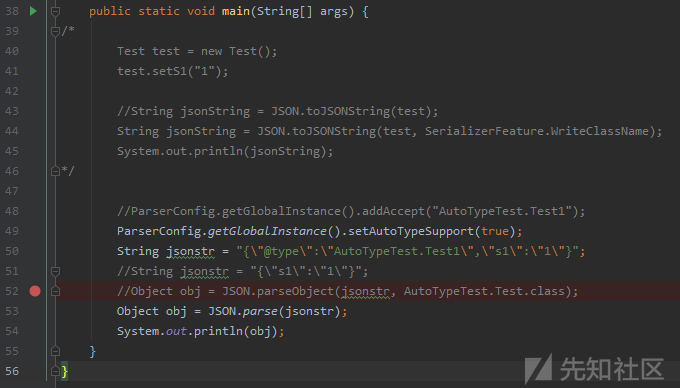 38 public static void main(String[] args) {
39 /*
40 Test test = new Test();
41 test.setS1("1");
42
43 //String jsonString = JSON.toJSONString(test);
44 String jsonString = JSON.toJSONString(test, SerializerFeature.WriteClassName);
45 System.out.println(jsonString);
46 */
47
48 //ParserConfig.getGlobalInstance().addAccept("AutoTypeTest.Test1");
49 ParserConfig.getGlobalInstance().setAutoTypeSupport(true);
50 String jsonstr = "{\"@type\":\"AutoTypeTest.Test1\",\"s1\":\"1\"}";
51 //String jsonstr = "{\"s1\":\"1\"}";
52 //Object obj = JSON.parseObject(jsonstr, AutoTypeTest.Test.class);
53 Object obj = JSON.parse(jsonstr);
54 System.out.println(obj);
55 }
56 }
先知社区